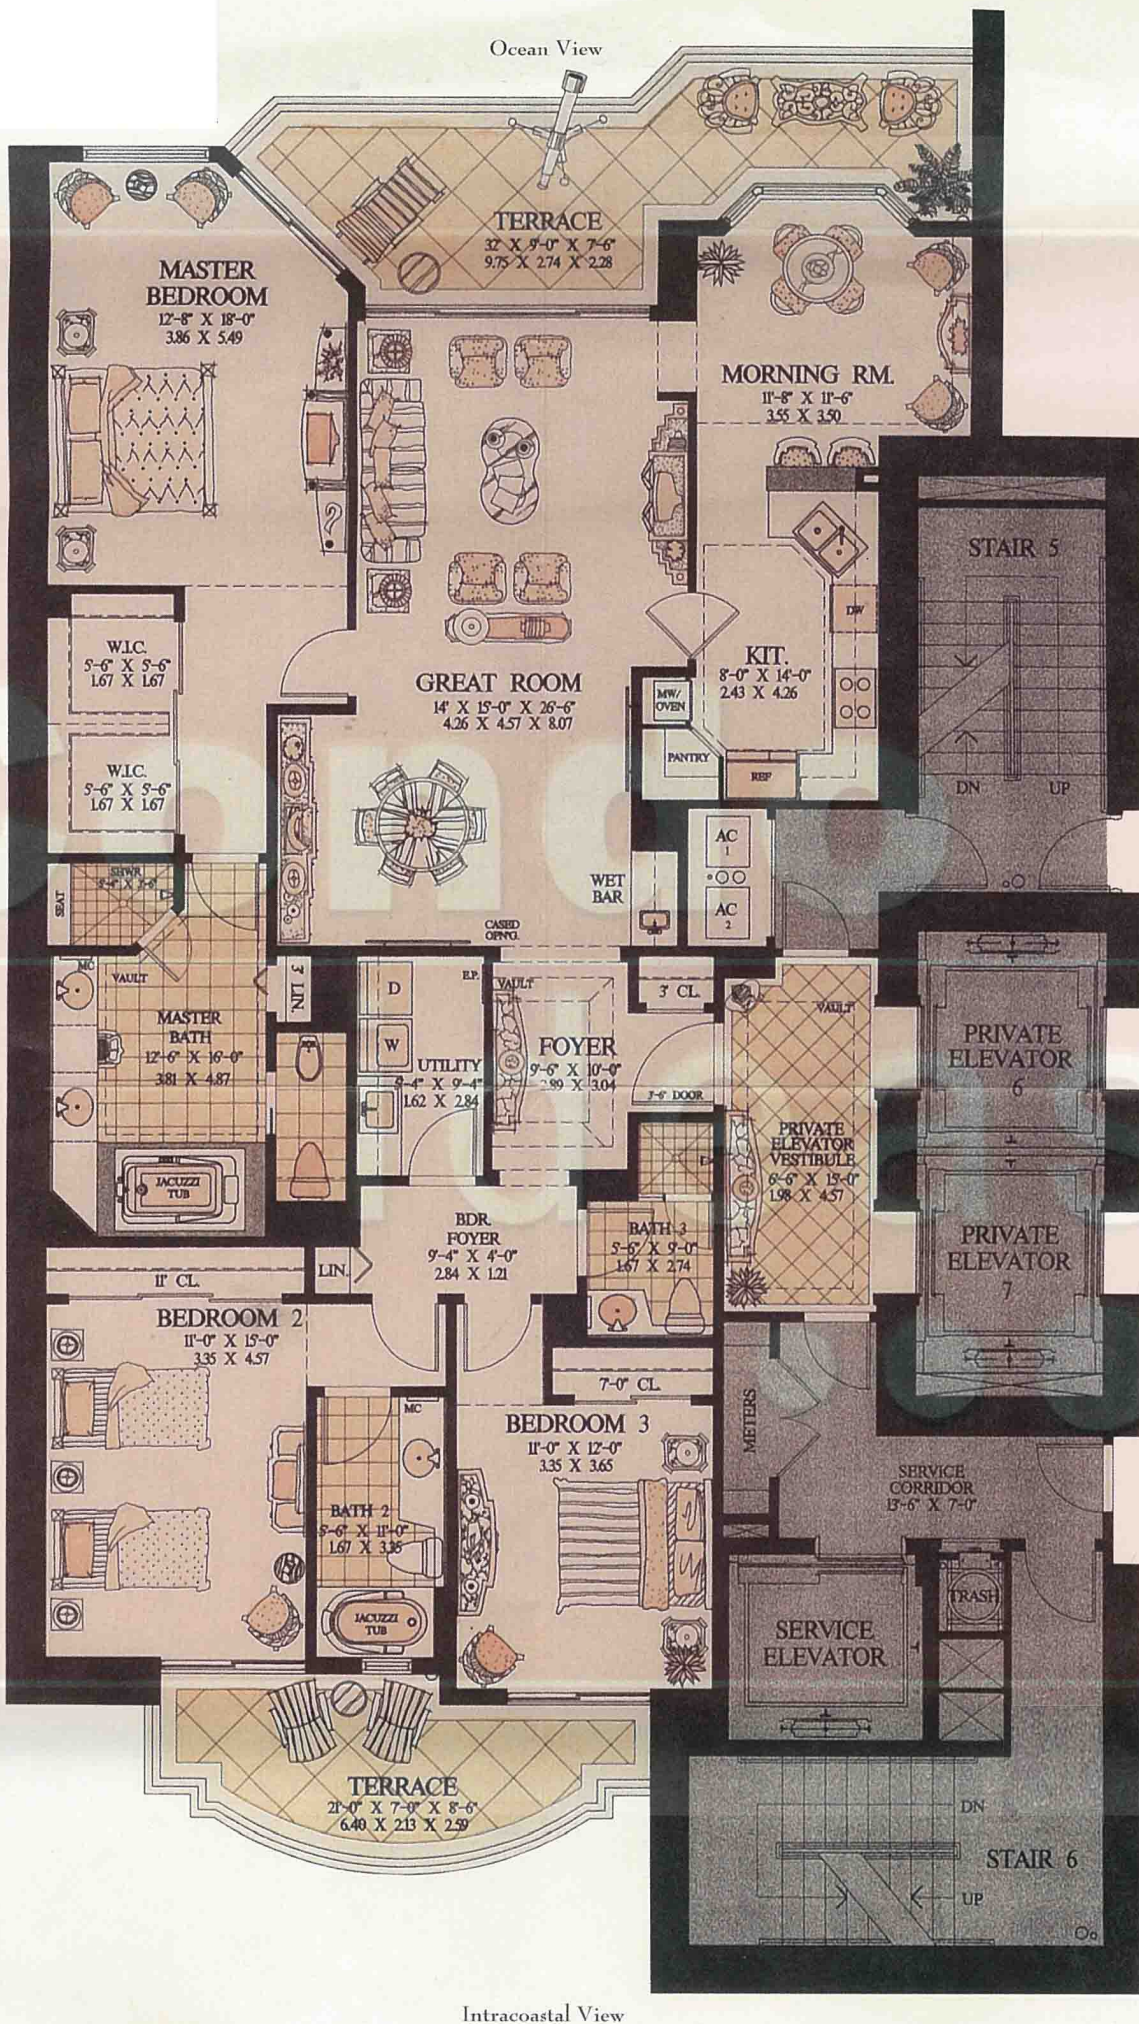 Ocean View
TERRACE
32' X 9'-0" X 7'-6"
9.75 X 2.74 X 2.28
MASTER
BEDROOM
12'-8" X 18'-0"
3.86 X 5.49
MORNING RM.
11'-8" X 11'-6"
3.55 X 3.50
STAIR 5
DN
UP
DW
KIT.
8'-0" X 14'-0"
2.43 X 4.26
MW/
OVEN
PANTRY
REF
GREAT ROOM
14' X 15'-0" X 26'-6"
4.26 X 4.57 X 8.07
W.I.C.
5'-6" X 5'-6"
1.67 X 1.67
W.I.C.
5'-6" X 5'-6"
1.67 X 1.67
AC
1
AC
2
WET
BAR
CASED
OPN'G.
SHWR
SEAT
MC
VAULT
3' LIN.
MASTER
BATH
12'-6" X 16'-0"
3.81 X 4.87
JACUZZI
TUB
D
W
E.P.
UTILITY
5'-4" X 9'-4"
1.62 X 2.84
VAULT
FOYER
9'-6" X 10'-0"
2.89 X 3.04
3' CL.
3'-6" DOOR
VAULT
PRIVATE
ELEVATOR
VESTIBULE
6'-6" X 15'-0"
1.98 X 4.57
PRIVATE
ELEVATOR
6
PRIVATE
ELEVATOR
7
BDR.
FOYER
9'-4" X 4'-0"
2.84 X 1.21
LIN.
BATH 3
5'-6" X 9'-0"
1.67 X 2.74
11' CL.
BEDROOM 2
11'-0" X 15'-0"
3.35 X 4.57
7'-0" CL.
BEDROOM 3
11'-0" X 12'-0"
3.35 X 3.65
MC
BATH 2
5'-6" X 11'-0"
1.67 X 3.35
JACUZZI
TUB
METERS
SERVICE
CORRIDOR
13'-6" X 7'-0"
SERVICE
ELEVATOR
TRASH
TERRACE
21'-0" X 7'-0" X 8'-6"
6.40 X 2.13 X 2.59
DN
STAIR 6
UP
Intracoastal View